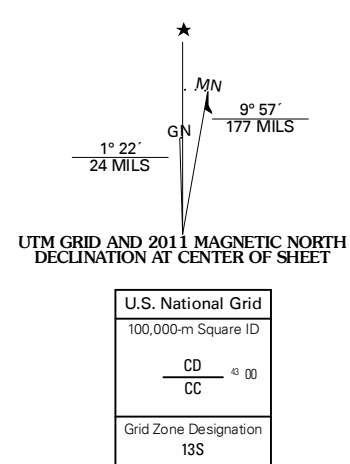 ★
MN
GN
9° 57´
177 MILS
1° 22´
24 MILS
UTM GRID AND 2011 MAGNETIC NORTH
DECLINATION AT CENTER OF SHEET
U.S. National Grid
100,000-m Square ID
CD
43 00
CC
Grid Zone Designation
13S